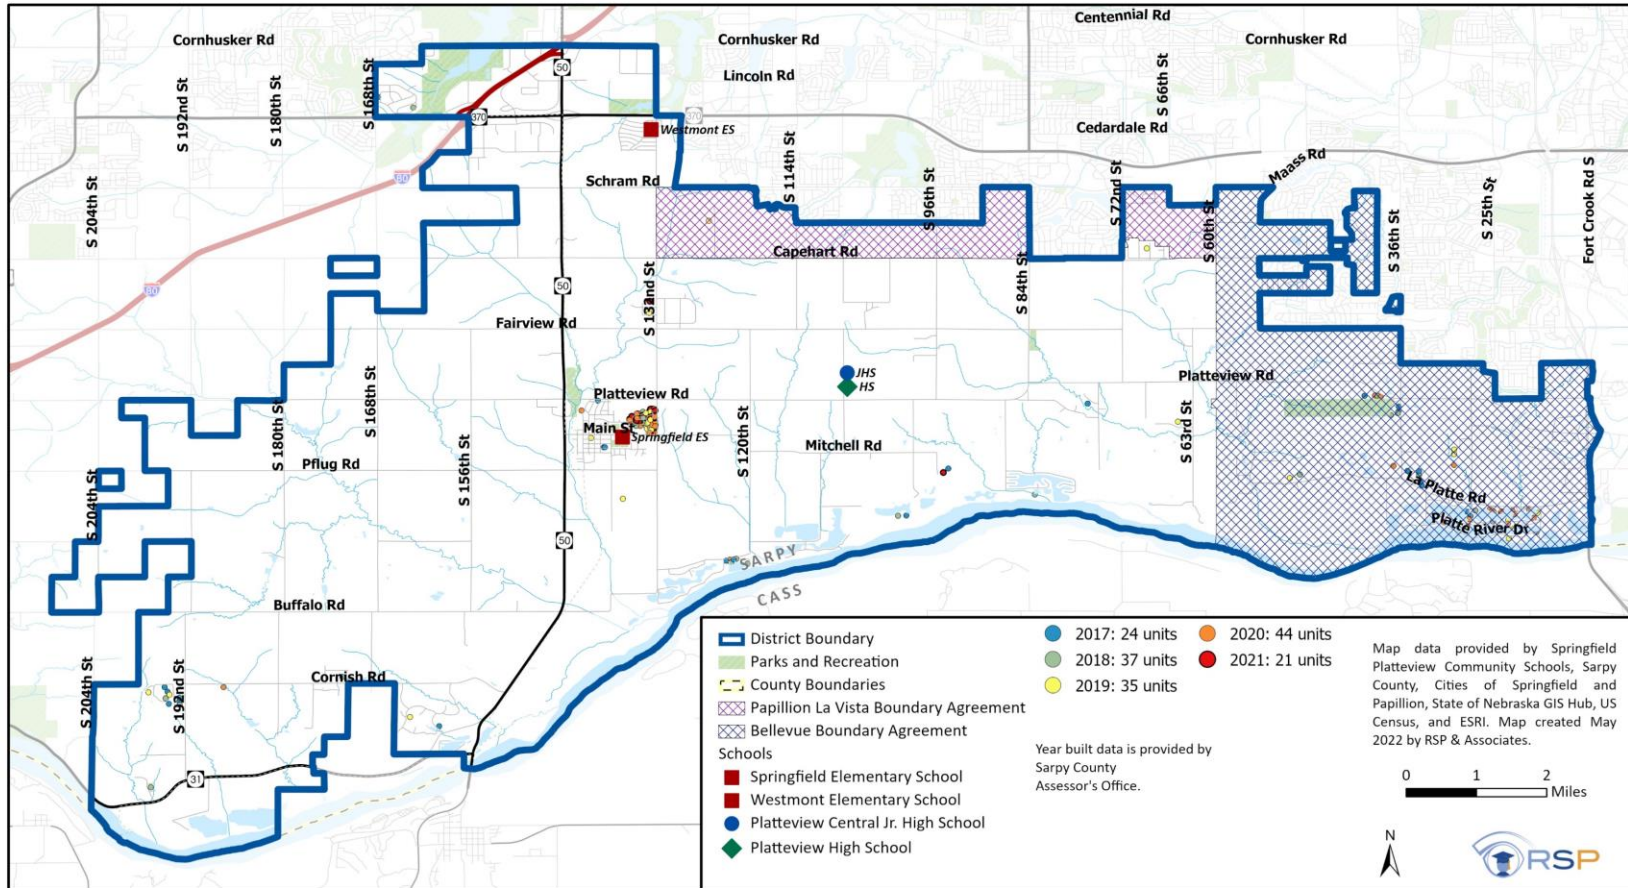 Centennial Rd
Cornhusker Rd
Cornhusker Rd
Cornhusker Rd
Lincoln Rd
50
S 192nd St
S 180th St
S 168th St
S 66th St
370
370
Westmont ES
Cedardale Rd
Maass Rd
80
Schram Rd
S 114th St
S 96th St
S 72nd St
S 60th St
S 36th St
S 25th St
Fort Crook Rd S
S 204th St
Capehart Rd
80
50
S 132nd St
S 84th St
Fairview Rd
JHS
HS
Platteview Rd
Platteview Rd
S 168th St
S 180th St
Main St
Springfield ES
Mitchell Rd
S 120th St
S 63rd St
Pflug Rd
S 156th St
S 204th St
La Platte Rd
Platte River Dr
50
SARPY
CASS
Buffalo Rd
Cornish Rd
S 204th St
S 192nd St
31
District Boundary
Parks and Recreation
County Boundaries
Papillion La Vista Boundary Agreement
Bellevue Boundary Agreement
Schools
Springfield Elementary School
Westmont Elementary School
Platteview Central Jr. High School
Platteview High School
2017: 24 units
2018: 37 units
2019: 35 units
2020: 44 units
2021: 21 units
Year built data is provided by
Sarpy County
Assessor's Office.
Map data provided by Springfield
Platteview Community Schools, Sarpy
County, Cities of Springfield and
Papillion, State of Nebraska GIS Hub, US
Census, and ESRI. Map created May
2022 by RSP & Associates.
0 1 2
Miles
N
RSP